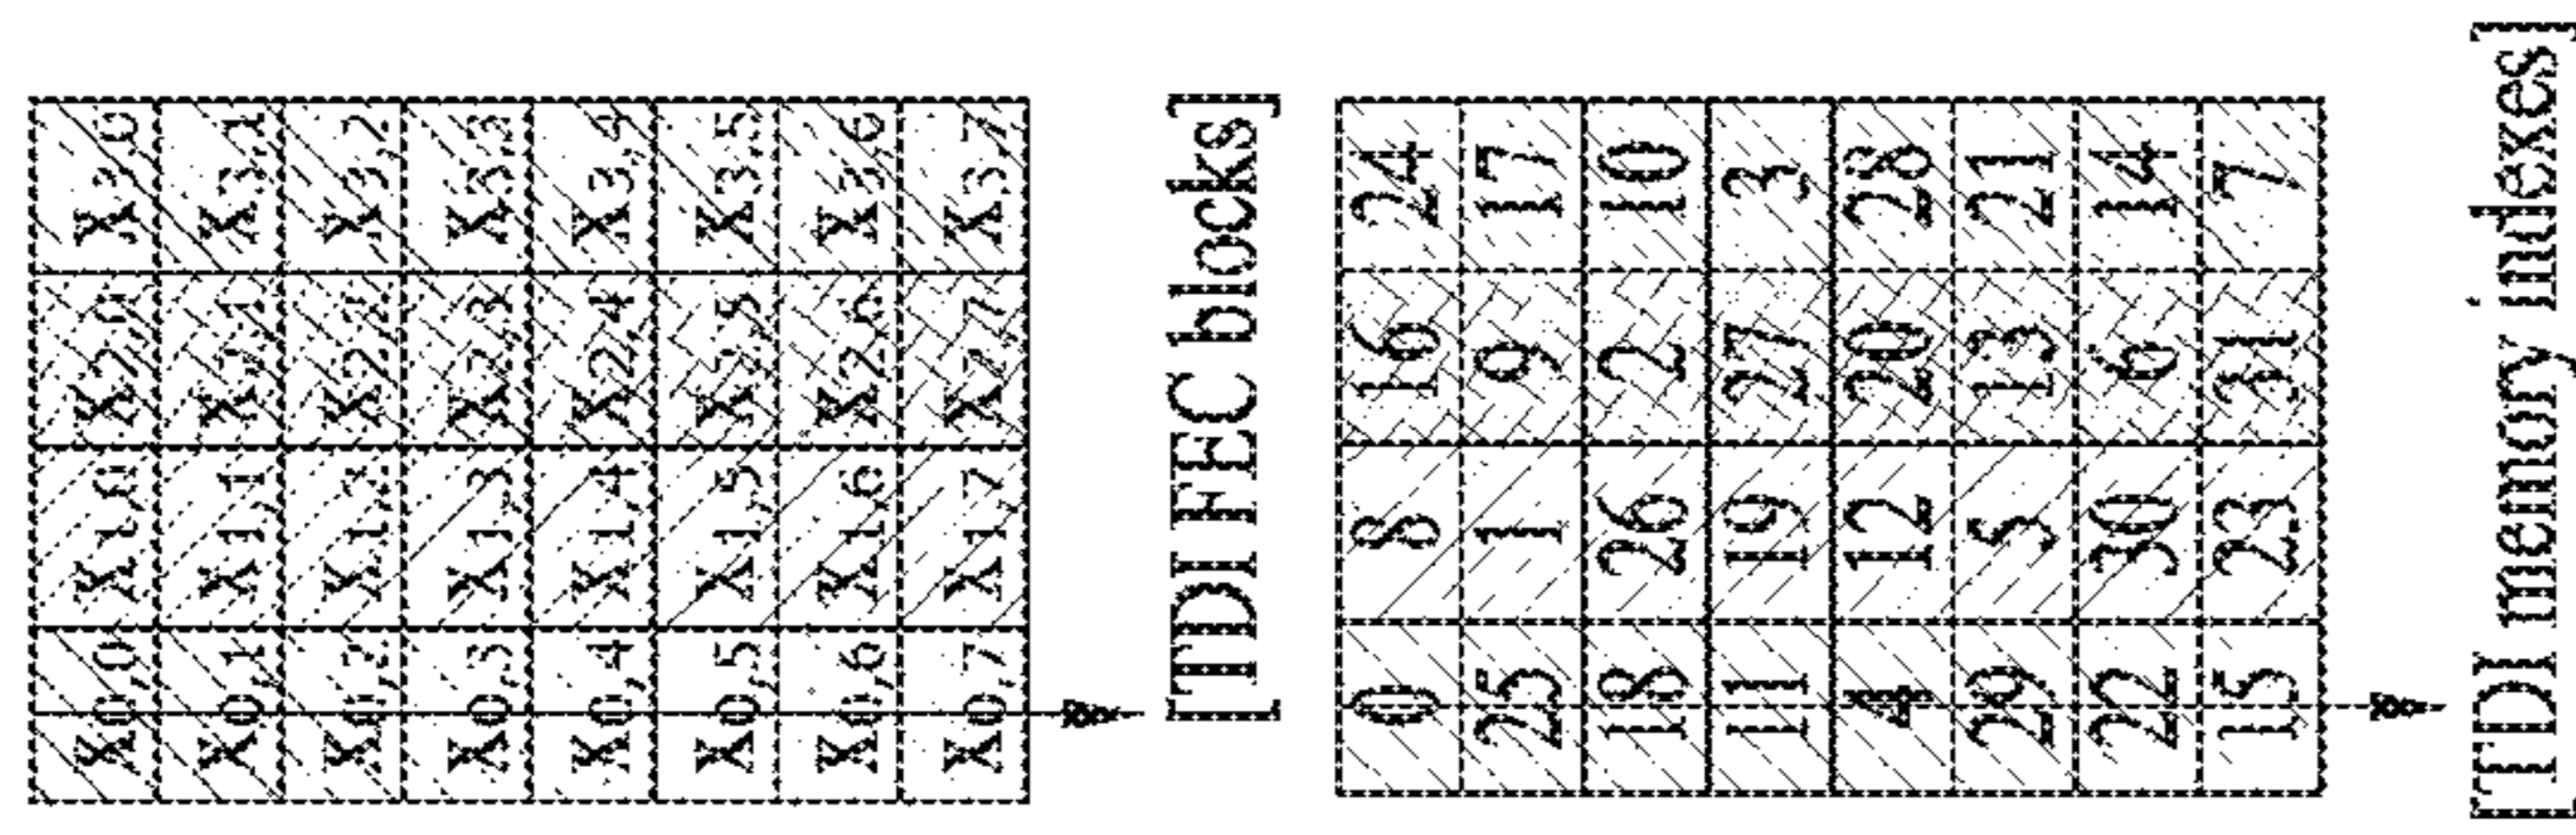 X0,0 X1,0 X2,0 X3,0
X0,1 X1,1 X2,1 X3,1
X0,2 X1,2 X2,2 X3,2
X0,3 X1,3 X2,3 X3,3
X0,4 X1,4 X2,4 X3,4
X0,5 X1,5 X2,5 X3,5
X0,6 X1,6 X2,6 X3,6
X0,7 X1,7 X2,7 X3,7
[TDI FEC blocks]
0 8 16 24
25 1 9 17
18 26 2 10
11 19 27 3
4 12 20 28
29 5 13 21
22 30 6 14
15 23 31 7
[TDI memory indexes]